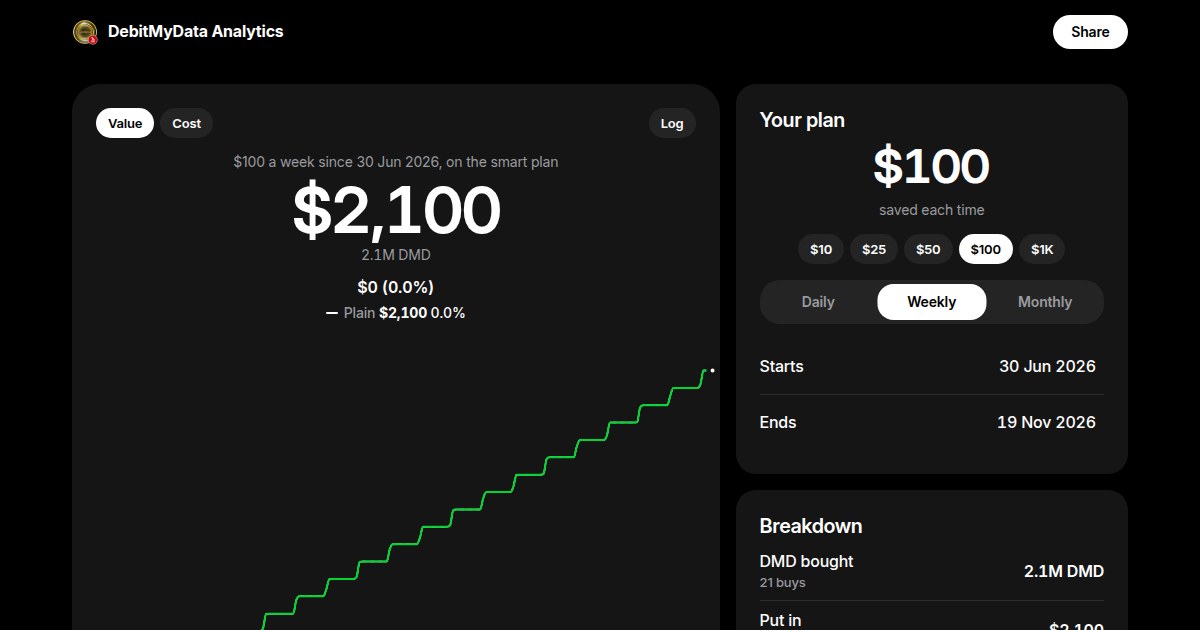 DebitMyData Analytics
Share
Value
Cost
Log
$100 a week since 30 Jun 2026, on the smart plan
$2,100
2.1M DMD
$0 (0.0%)
Plain $2,100 0.0%
Your plan
$100
saved each time
$10
$25
$50
$100
$1K
Daily
Weekly
Monthly
Starts
30 Jun 2026
Ends
19 Nov 2026
Breakdown
DMD bought
21 buys
2.1M DMD
Put in
$2,100